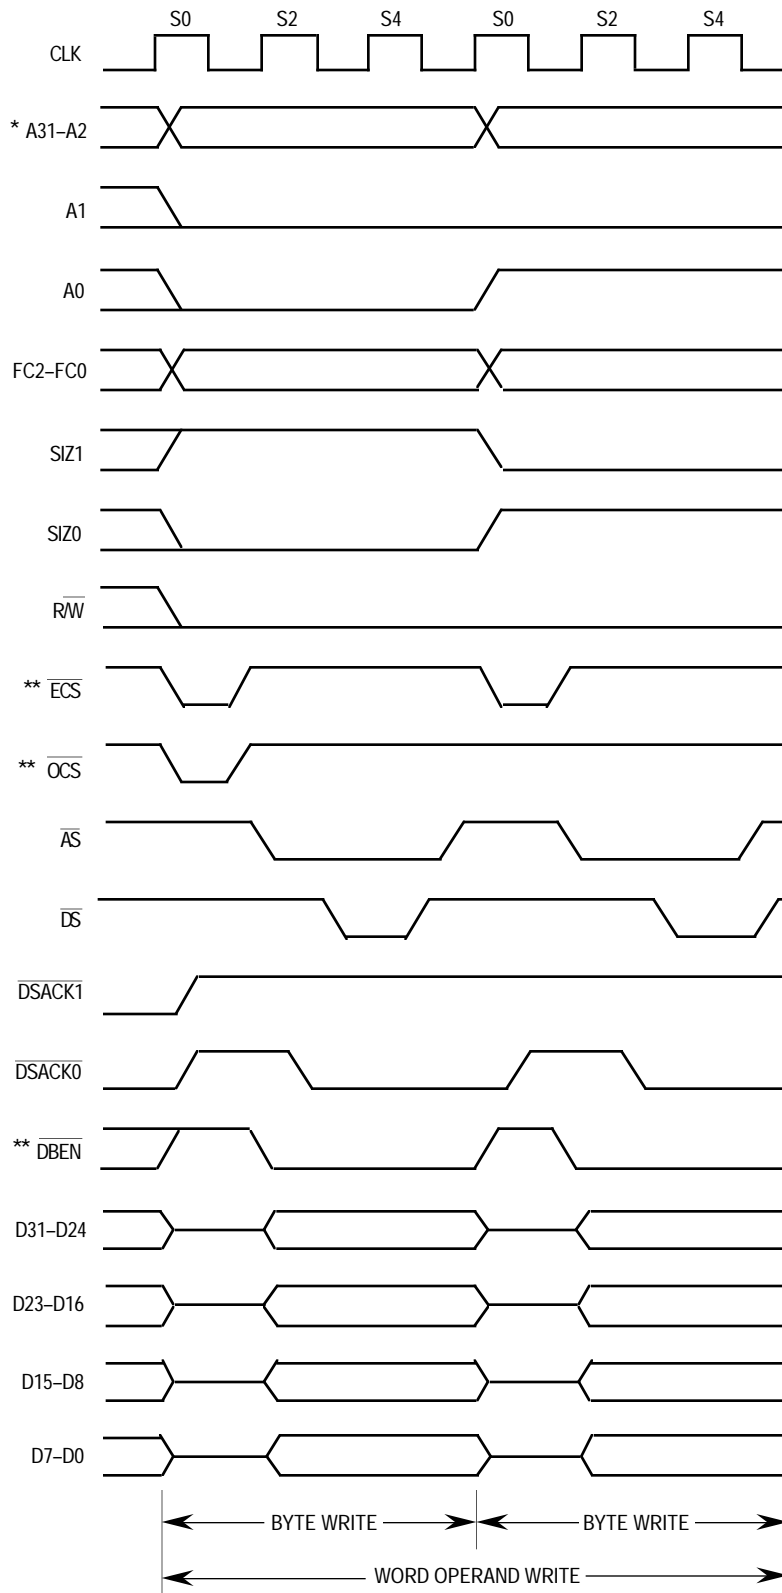 S0 S2 S4 S0 S2 S4
CLK
* A31–A2
A1
A0
FC2–FC0
SIZ1
SIZ0
R/W
** ECS
** OCS
AS
DS
DSACK1
DSACK0
** DBEN
D31–D24
D23–D16
D15–D8
D7–D0
BYTE WRITE BYTE WRITE
WORD OPERAND WRITE